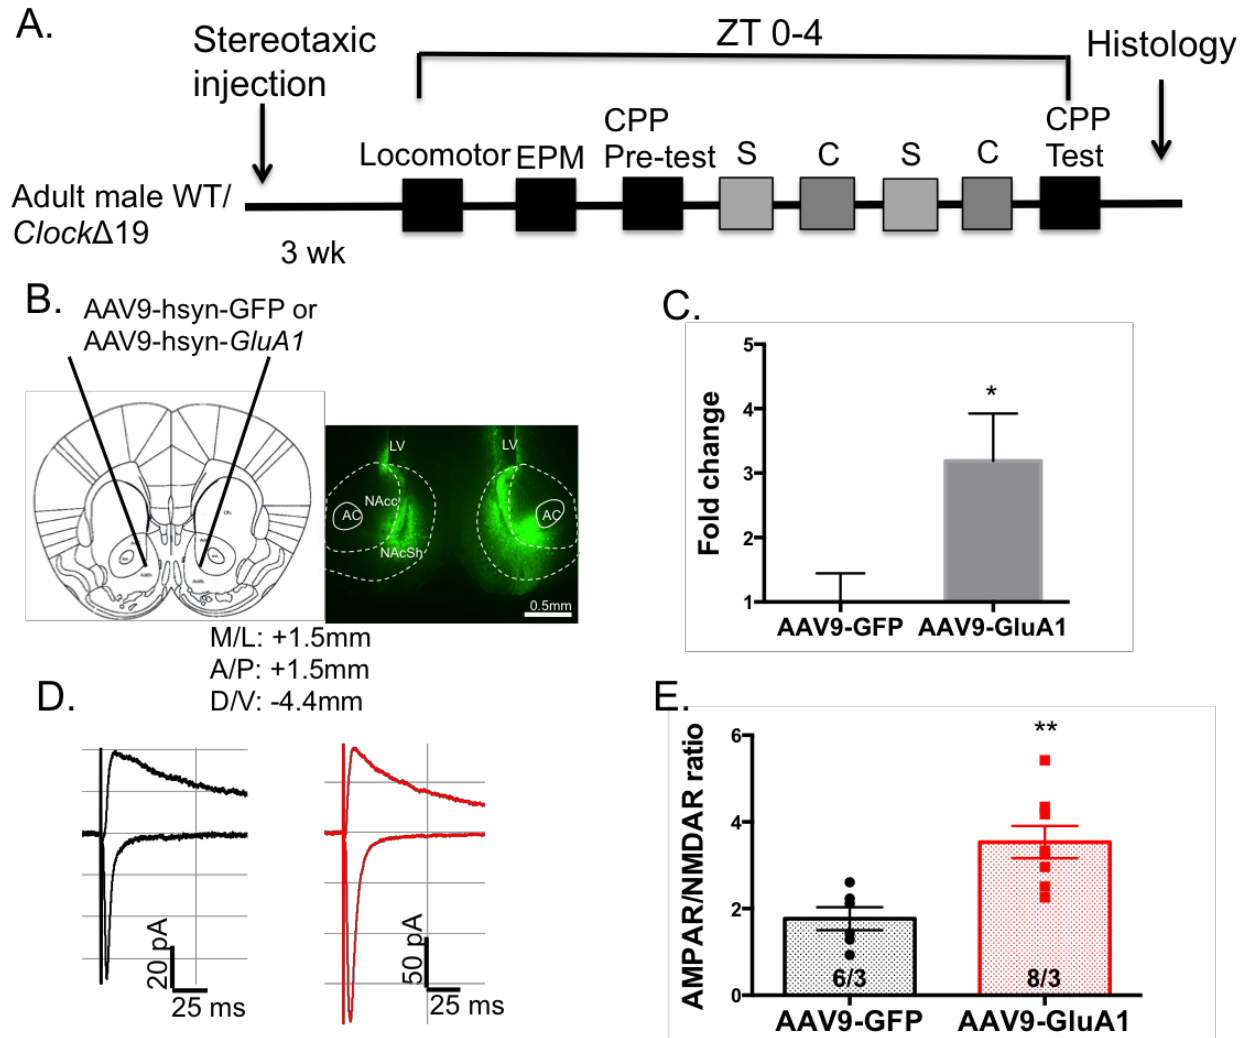 A.
Stereotaxic
injection
ZT 0-4
Histology
Locomotor
EPM
CPP
Pre-test
S
C
S
C
CPP
Test
Adult male WT/
ClockΔ19
3 wk
B.
AAV9-hsyn-GFP or
AAV9-hsyn-GluA1
LV
LV
NAcc
AC
AC
NAcSh
0.5mm
M/L: +1.5mm
A/P: +1.5mm
D/V: -4.4mm
C.
Fold change
5
4
3
2
1
*
AAV9-GFP
AAV9-GluA1
D.
20 pA
25 ms
50 pA
25 ms
E.
AMPAR/NMDAR ratio
6
4
2
0
**
6/3
8/3
AAV9-GFP
AAV9-GluA1